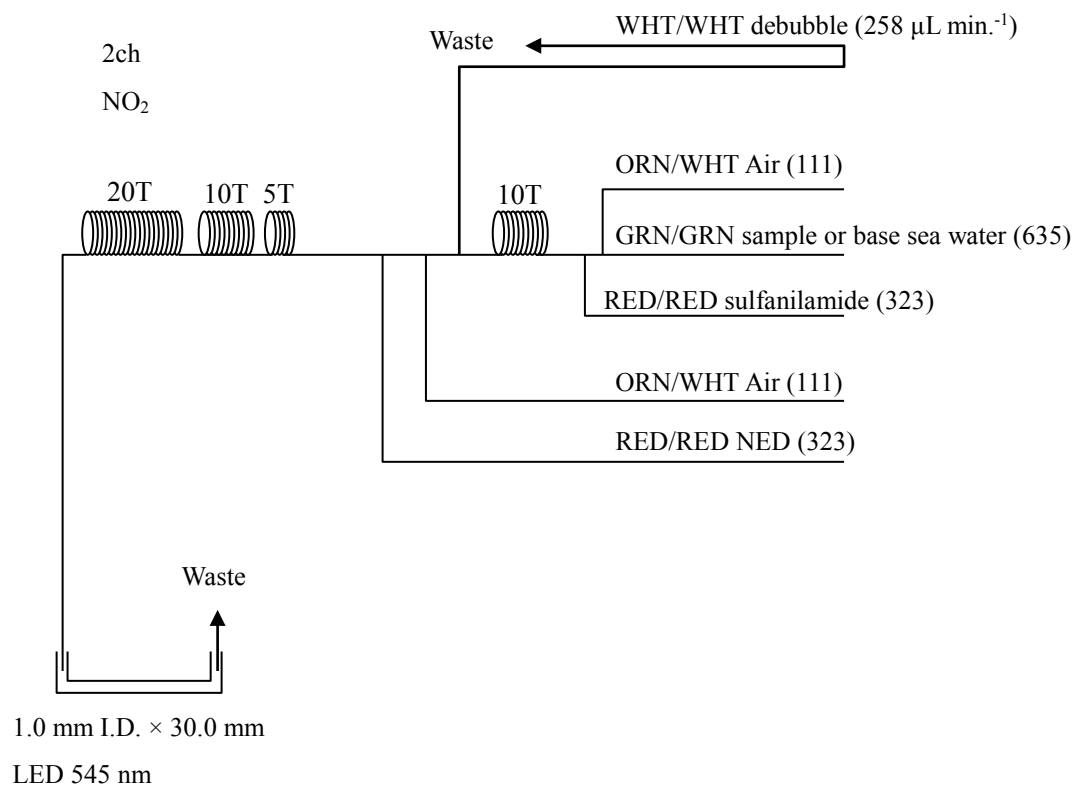 2ch
NO₂
Waste
WHT/WHT debubble (258 μL min.⁻¹)
20T
10T
5T
10T
ORN/WHT Air (111)
GRN/GRN sample or base sea water (635)
RED/RED sulfanilamide (323)
ORN/WHT Air (111)
RED/RED NED (323)
Waste
1.0 mm I.D. × 30.0 mm
LED 545 nm